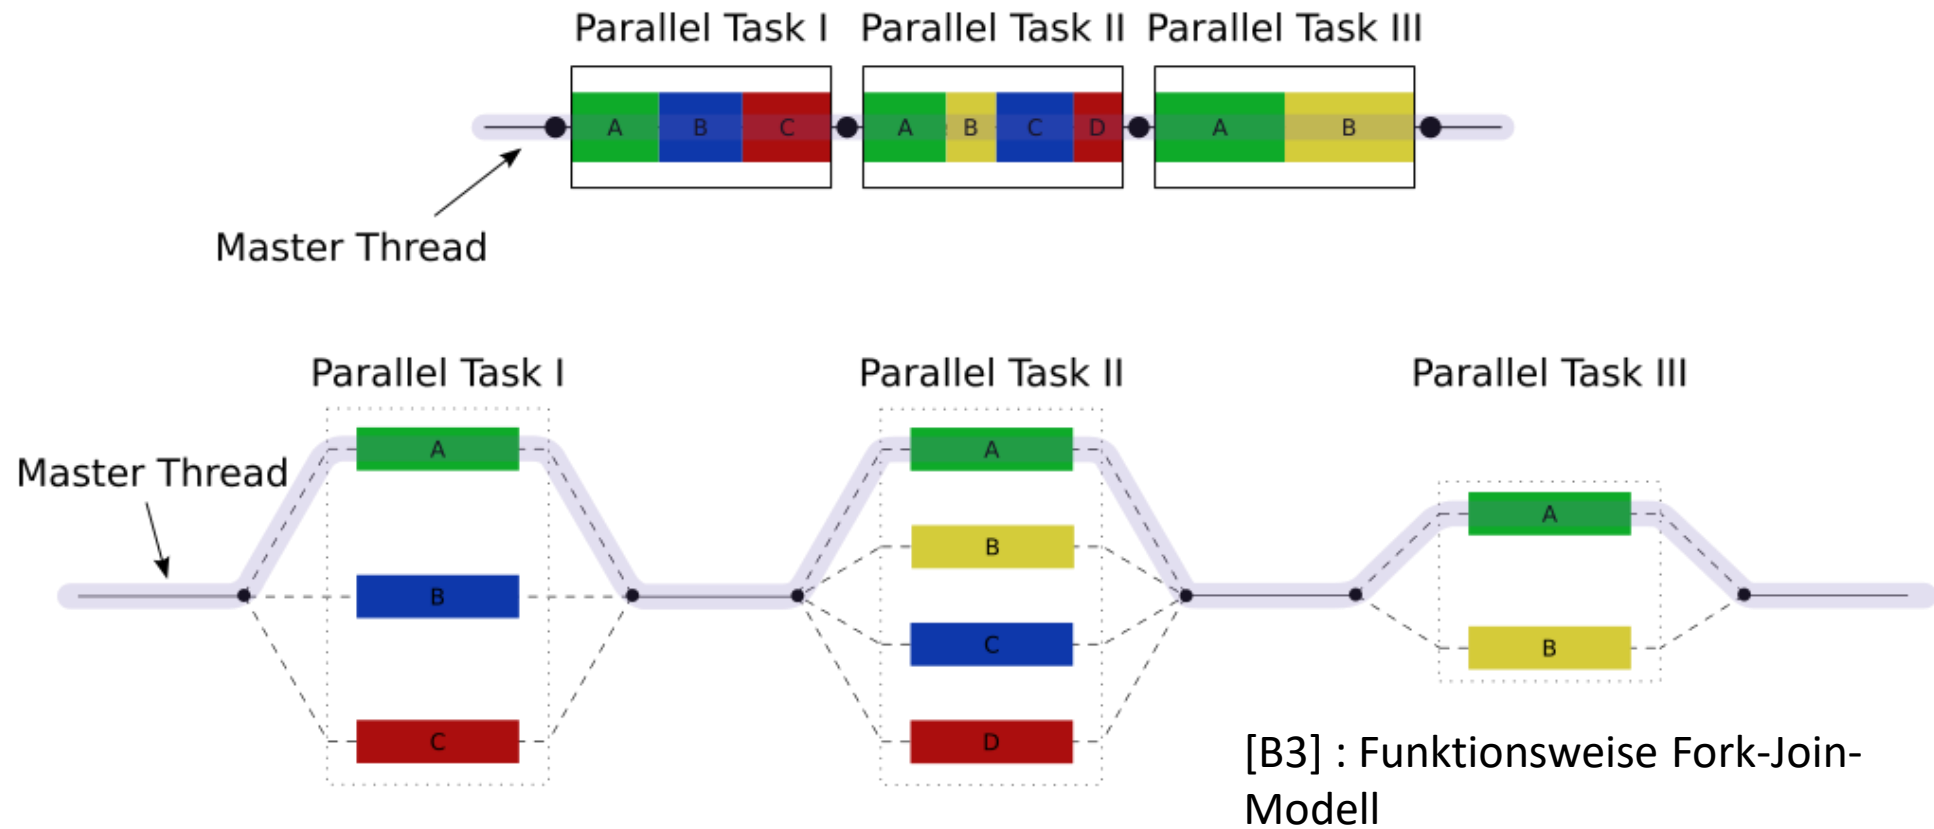 Parallel Task I Parallel Task II Parallel Task III
A B C A B C D A B
Master Thread
Parallel Task I Parallel Task II Parallel Task III
A A
Master Thread
A
B
B
C
B
C D
[B3] : Funktionsweise Fork-Join-
Modell